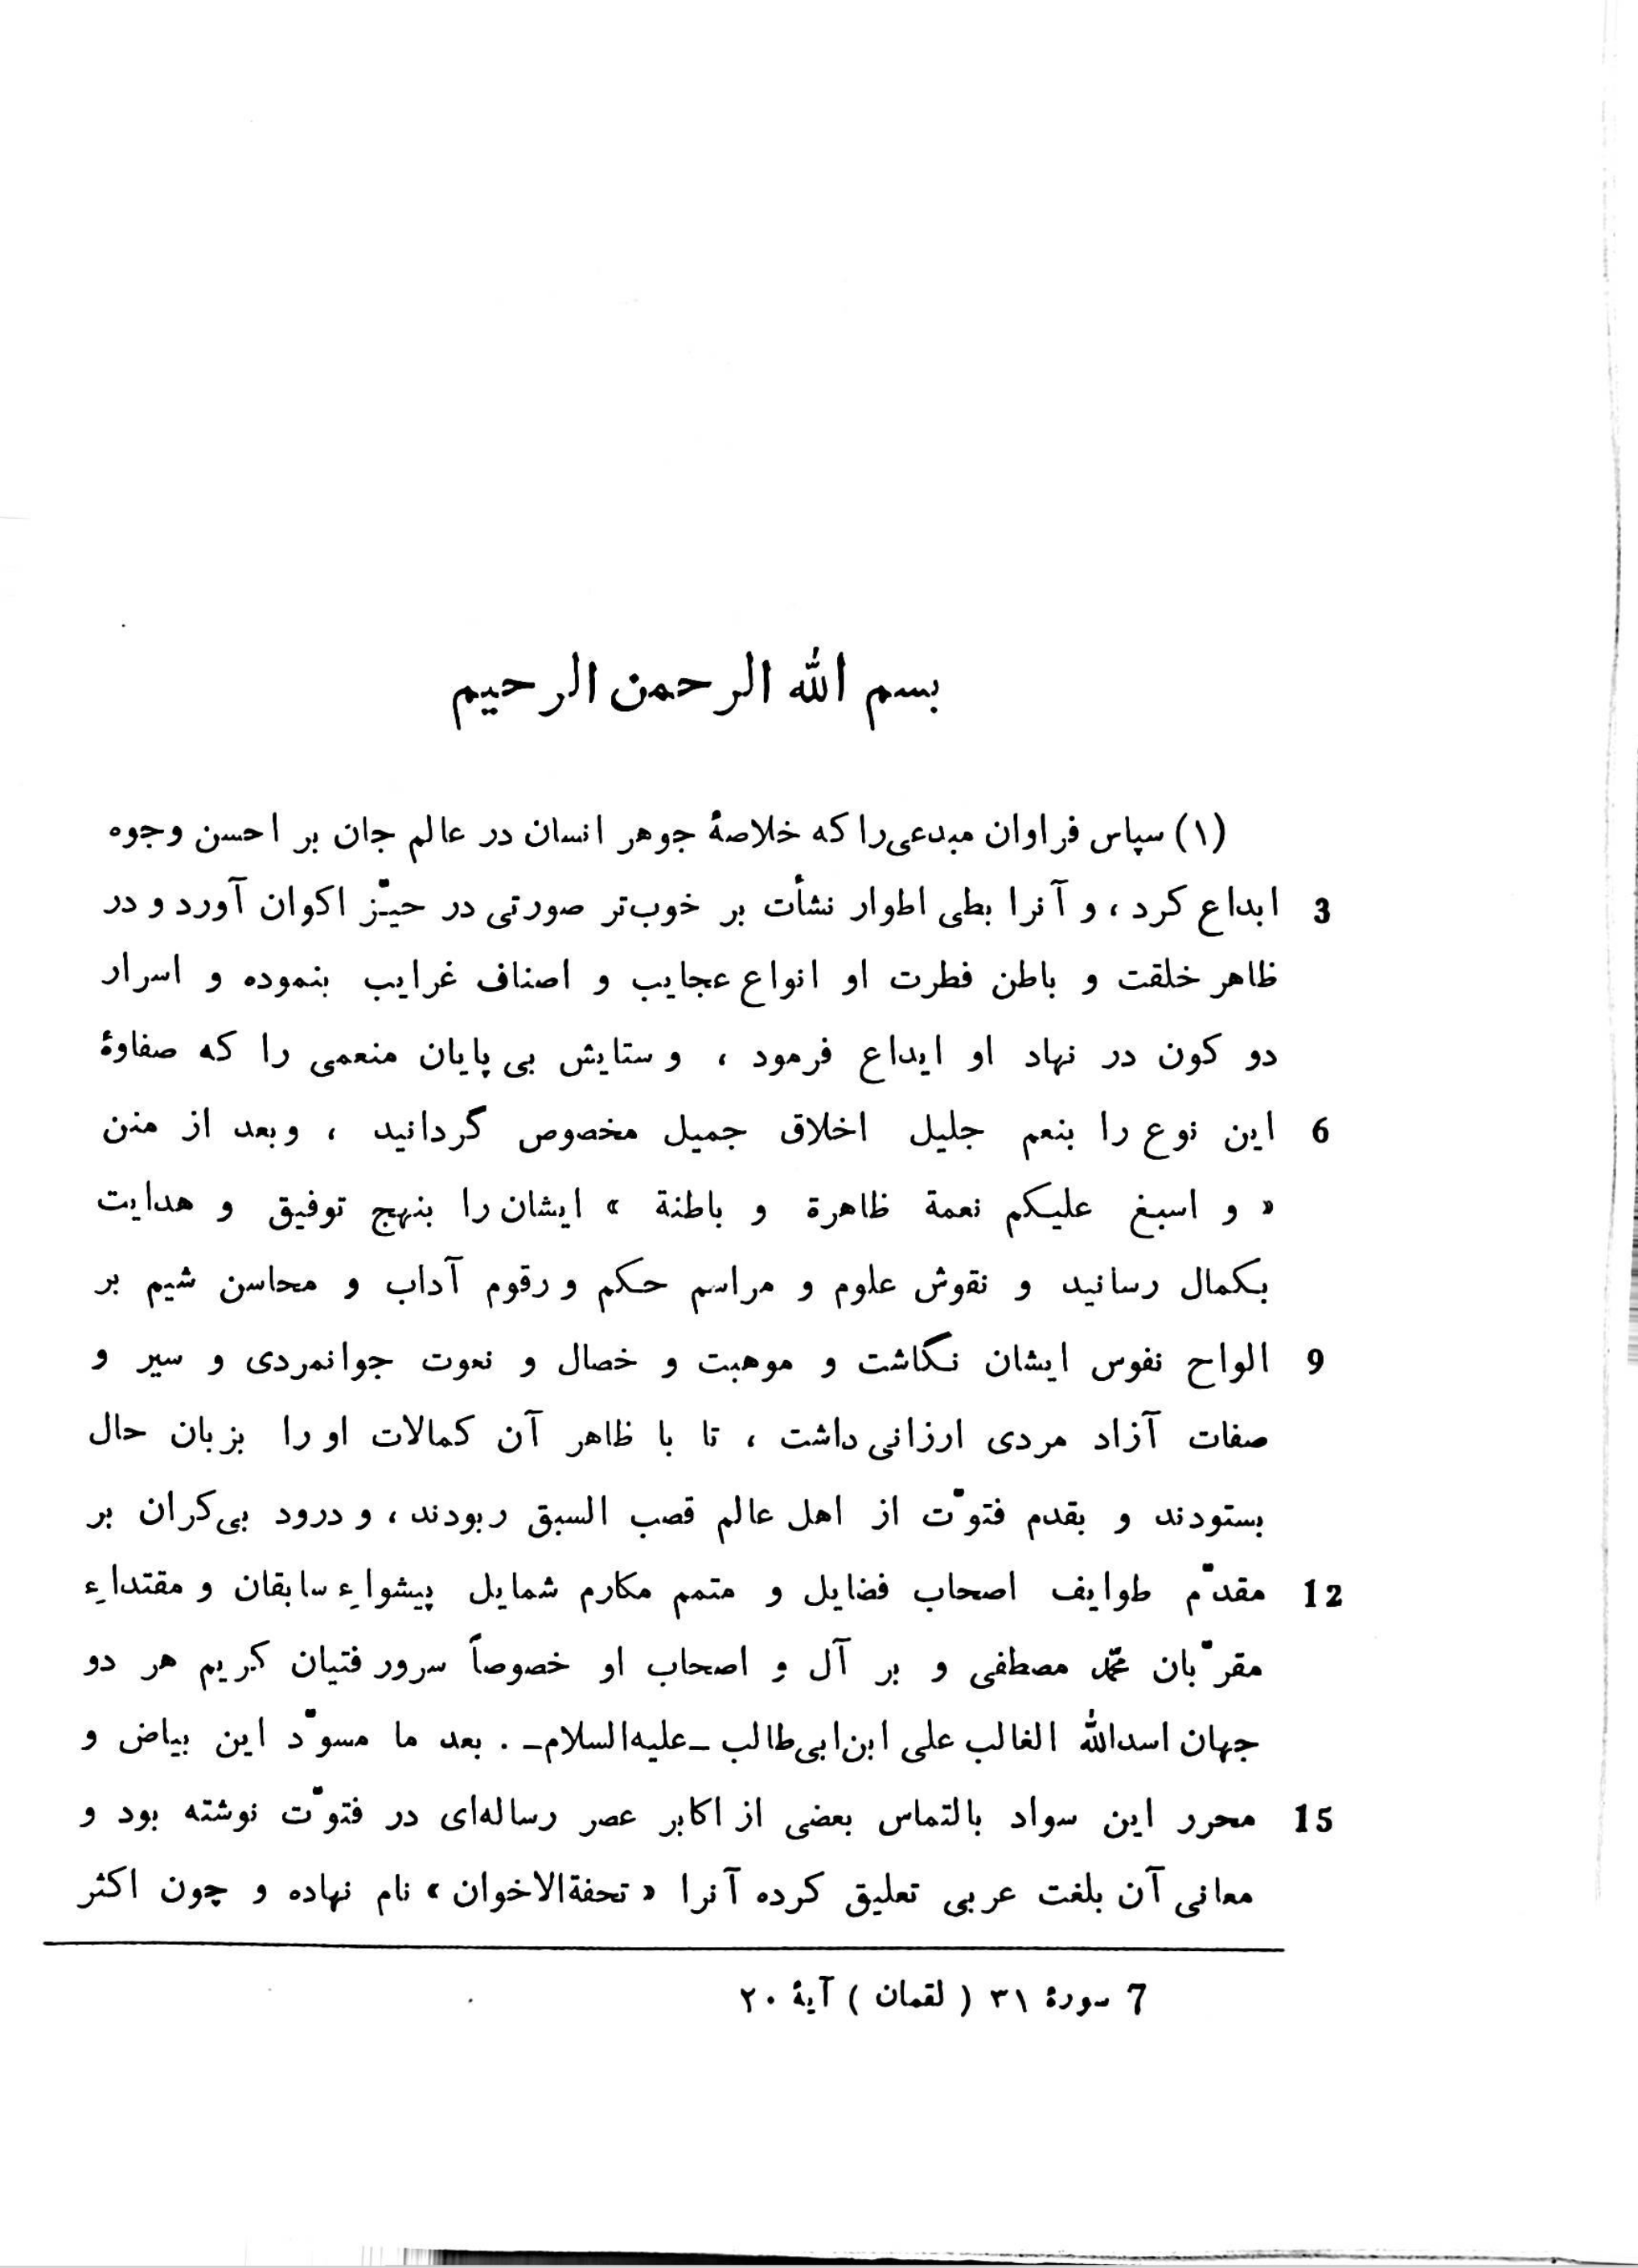 بسم الله الرحمن الرحیم
(۱) سپاس فراوان مبدعی‌را که خلاصهٔ جوهر انسان در عالم جان بر احسن وجوه
3 ابداع کرد ، و آنرا بطی اطوار نشأت بر خوب‌تر صورتی در حیّز اکوان آورد و در
ظاهر خلقت و باطن فطرت او انواع عجایب و اصناف غرایب بنموده و اسرار
دو کون در نهاد او ایداع فرمود ، و ستایش بی پایان منعمی را که صفاوهٔ
6 این نوع را بنعم جلیل اخلاق جمیل مخصوص گردانید ، و بعد از منن
« و اسبغ علیکم نعمة ظاهرة و باطنة » ایشان را بنهج توفیق و هدایت
بکمال رسانید و نقوش علوم و مراسم حکم و رقوم آداب و محاسن شیم بر
9 الواح نفوس ایشان نگاشت و موهبت و خصال و نعوت جوانمردی و سیر و
صفات آزاد مردی ارزانی داشت ، تا با ظاهر آن کمالات او را بزبان حال
بستودند و بقدم فتوّت از اهل عالم قصب السبق ربودند ، و درود بی‌کران بر
12 مقدّم طوایف اصحاب فضایل و متمم مکارم شمایل پیشواءِ سابقان و مقتداءِ
مقرّبان محمّد مصطفی و بر آل و اصحاب او خصوصاً سرور فتیان کریم هر دو
جهان اسدالله الغالب علی ابن‌ابی‌طالب ـ علیه‌السلام ـ . بعد ما مسوّد این بیاض و
15 محرر این سواد بالتماس بعضی از اکابر عصر رساله‌ای در فتوّت نوشته بود و
معانی آن بلغت عربی تعلیق کرده آنرا « تحفةالاخوان » نام نهاده و چون اکثر
7 سورهٔ ۳۱ ( لقمان ) آیهٔ ۲۰